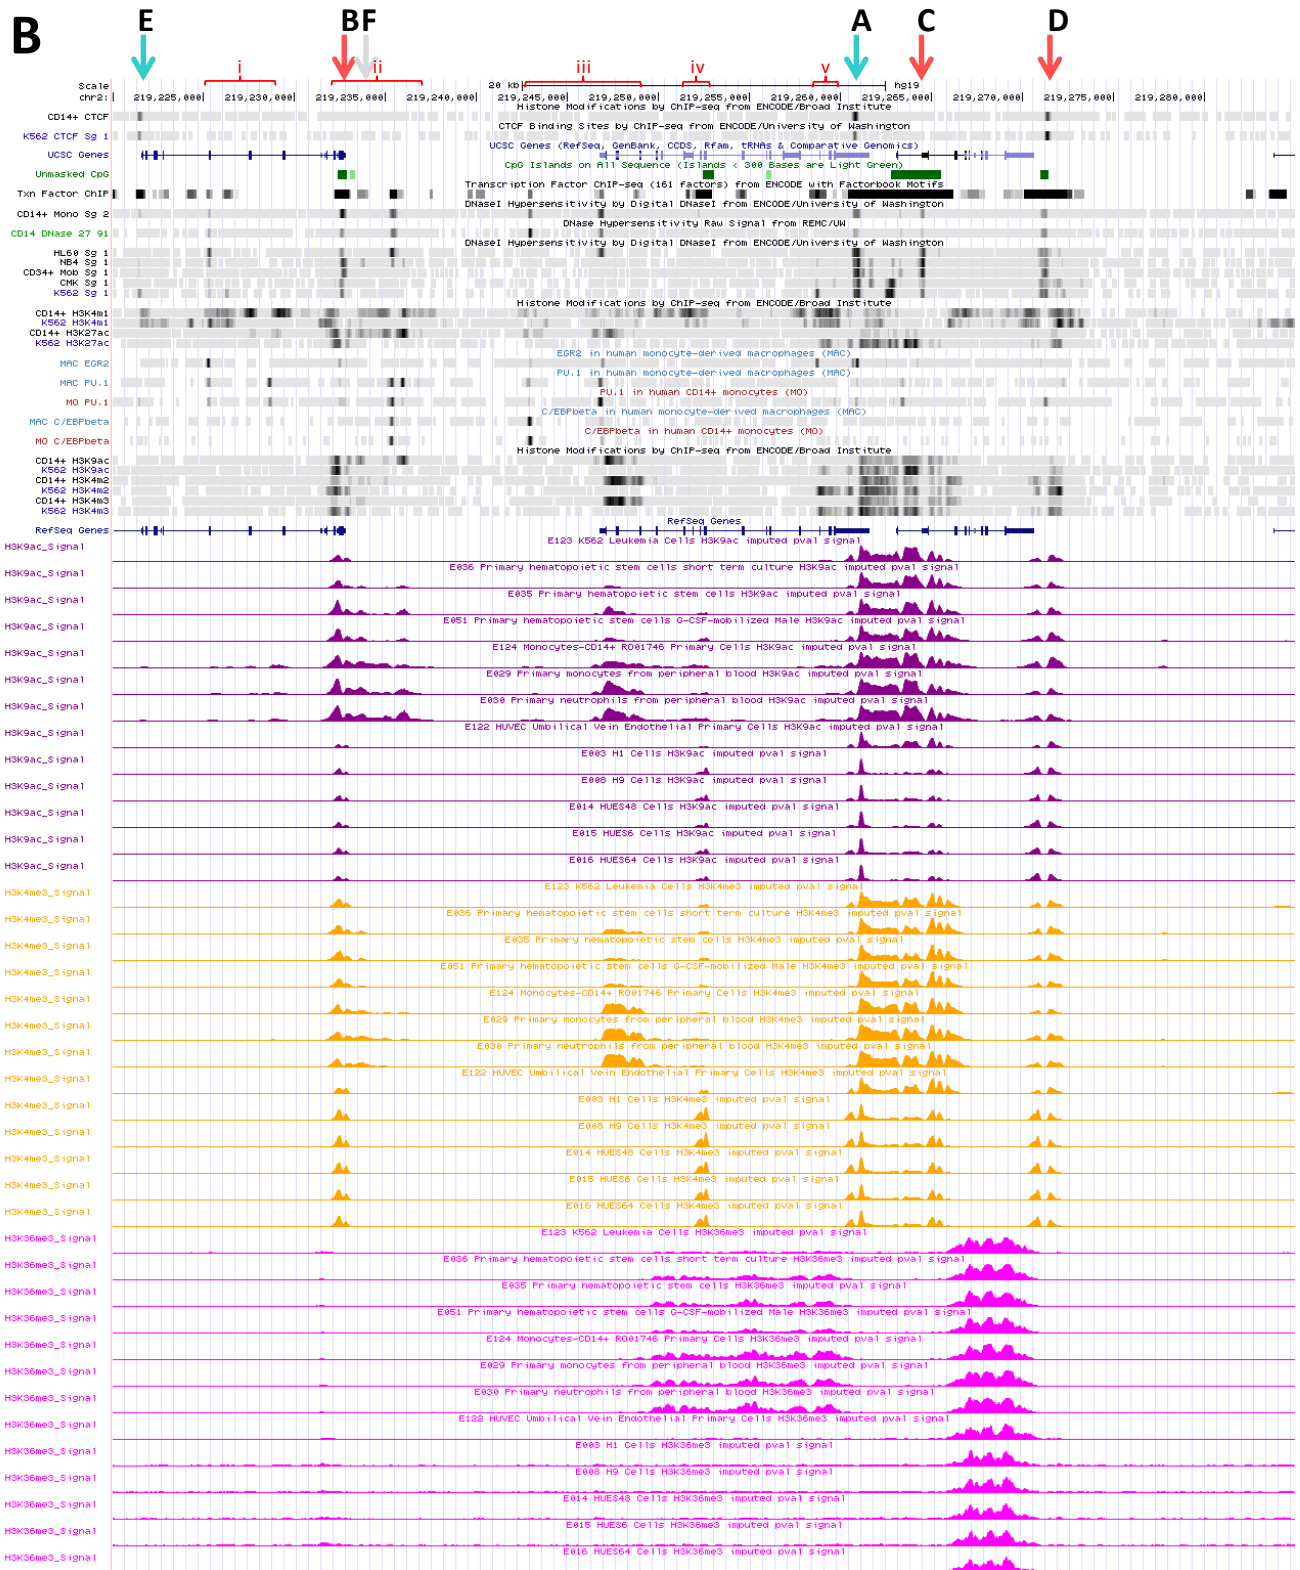 B
E
B F
A
C
D
i
ii
iii
iv
v
Scale
20 kb
hg19
chr2:
219,225,000
219,230,000
219,235,000
219,240,000
219,245,000
219,250,000
219,255,000
219,260,000
219,265,000
219,270,000
219,275,000
219,280,000
Histone Modifications by ChIP-seq from ENCODE/Broad Institute
CD14+ CTCF
CTCF Binding Sites by ChIP-seq from ENCODE/University of Washington
K562 CTCF Sg 1
UCSC Genes (RefSeq, GenBank, CCDS, Rfam, tRNAs & Comparative Genomics)
UCSC Genes
CpG Islands on All Sequence (Islands < 300 Bases are Light Green)
Unmasked CpG
Transcription Factor ChIP-seq (161 factors) from ENCODE with Factorbook Motifs
Txn Factor ChIP
DNaseI Hypersensitivity by Digital DNaseI from ENCODE/University of Washington
CD14+ Mono Sg 2
DNase Hypersensitivity Raw Signal from REMC/UW
CD14 DNase 27 91
DNaseI Hypersensitivity by Digital DNaseI from ENCODE/University of Washington
HL60 Sg 1
NB4 Sg 1
CD34+ Mob Sg 1
CMK Sg 1
K562 Sg 1
Histone Modifications by ChIP-seq from ENCODE/Broad Institute
CD14+ H3K4m1
K562 H3K4m1
CD14+ H3K27ac
K562 H3K27ac
EGR2 in human monocyte-derived macrophages (MAC)
MAC EGR2
PU.1 in human monocyte-derived macrophages (MAC)
MAC PU.1
PU.1 in human CD14+ monocytes (MO)
MO PU.1
C/EBPbeta in human monocyte-derived macrophages (MAC)
MAC C/EBPbeta
C/EBPbeta in human CD14+ monocytes (MO)
MO C/EBPbeta
Histone Modifications by ChIP-seq from ENCODE/Broad Institute
CD14+ H3K9ac
K562 H3K9ac
CD14+ H3K4m2
K562 H3K4m2
CD14+ H3K4m3
K562 H3K4m3
RefSeq Genes
RefSeq Genes
E123 K562 Leukemia Cells H3K9ac imputed pval signal
H3K9ac_Signal
E036 Primary hematopoietic stem cells short term culture H3K9ac imputed pval signal
H3K9ac_Signal
E035 Primary hematopoietic stem cells H3K9ac imputed pval signal
H3K9ac_Signal
E051 Primary hematopoietic stem cells G-CSF-mobilized Male H3K9ac imputed pval signal
H3K9ac_Signal
E124 Monocytes-CD14+ RO01746 Primary Cells H3K9ac imputed pval signal
H3K9ac_Signal
E029 Primary monocytes from peripheral blood H3K9ac imputed pval signal
H3K9ac_Signal
E030 Primary neutrophils from peripheral blood H3K9ac imputed pval signal
H3K9ac_Signal
E122 HUVEC Umbilical Vein Endothelial Primary Cells H3K9ac imputed pval signal
H3K9ac_Signal
E003 H1 Cells H3K9ac imputed pval signal
H3K9ac_Signal
E008 H9 Cells H3K9ac imputed pval signal
H3K9ac_Signal
E014 HUES48 Cells H3K9ac imputed pval signal
H3K9ac_Signal
E015 HUES6 Cells H3K9ac imputed pval signal
H3K9ac_Signal
E016 HUES64 Cells H3K9ac imputed pval signal
H3K9ac_Signal
E123 K562 Leukemia Cells H3K4me3 imputed pval signal
H3K4me3_Signal
E036 Primary hematopoietic stem cells short term culture H3K4me3 imputed pval signal
H3K4me3_Signal
E035 Primary hematopoietic stem cells H3K4me3 imputed pval signal
H3K4me3_Signal
E051 Primary hematopoietic stem cells G-CSF-mobilized Male H3K4me3 imputed pval signal
H3K4me3_Signal
E124 Monocytes-CD14+ RO01746 Primary Cells H3K4me3 imputed pval signal
H3K4me3_Signal
E029 Primary monocytes from peripheral blood H3K4me3 imputed pval signal
H3K4me3_Signal
E030 Primary neutrophils from peripheral blood H3K4me3 imputed pval signal
H3K4me3_Signal
E122 HUVEC Umbilical Vein Endothelial Primary Cells H3K4me3 imputed pval signal
H3K4me3_Signal
E003 H1 Cells H3K4me3 imputed pval signal
H3K4me3_Signal
E008 H9 Cells H3K4me3 imputed pval signal
H3K4me3_Signal
E014 HUES48 Cells H3K4me3 imputed pval signal
H3K4me3_Signal
E015 HUES6 Cells H3K4me3 imputed pval signal
H3K4me3_Signal
E016 HUES64 Cells H3K4me3 imputed pval signal
H3K4me3_Signal
E123 K562 Leukemia Cells H3K36me3 imputed pval signal
H3K36me3_Signal
E036 Primary hematopoietic stem cells short term culture H3K36me3 imputed pval signal
H3K36me3_Signal
E035 Primary hematopoietic stem cells H3K36me3 imputed pval signal
H3K36me3_Signal
E051 Primary hematopoietic stem cells G-CSF-mobilized Male H3K36me3 imputed pval signal
H3K36me3_Signal
E124 Monocytes-CD14+ RO01746 Primary Cells H3K36me3 imputed pval signal
H3K36me3_Signal
E029 Primary monocytes from peripheral blood H3K36me3 imputed pval signal
H3K36me3_Signal
E030 Primary neutrophils from peripheral blood H3K36me3 imputed pval signal
H3K36me3_Signal
E122 HUVEC Umbilical Vein Endothelial Primary Cells H3K36me3 imputed pval signal
H3K36me3_Signal
E003 H1 Cells H3K36me3 imputed pval signal
H3K36me3_Signal
E008 H9 Cells H3K36me3 imputed pval signal
H3K36me3_Signal
E014 HUES48 Cells H3K36me3 imputed pval signal
H3K36me3_Signal
E015 HUES6 Cells H3K36me3 imputed pval signal
H3K36me3_Signal
E016 HUES64 Cells H3K36me3 imputed pval signal
H3K36me3_Signal